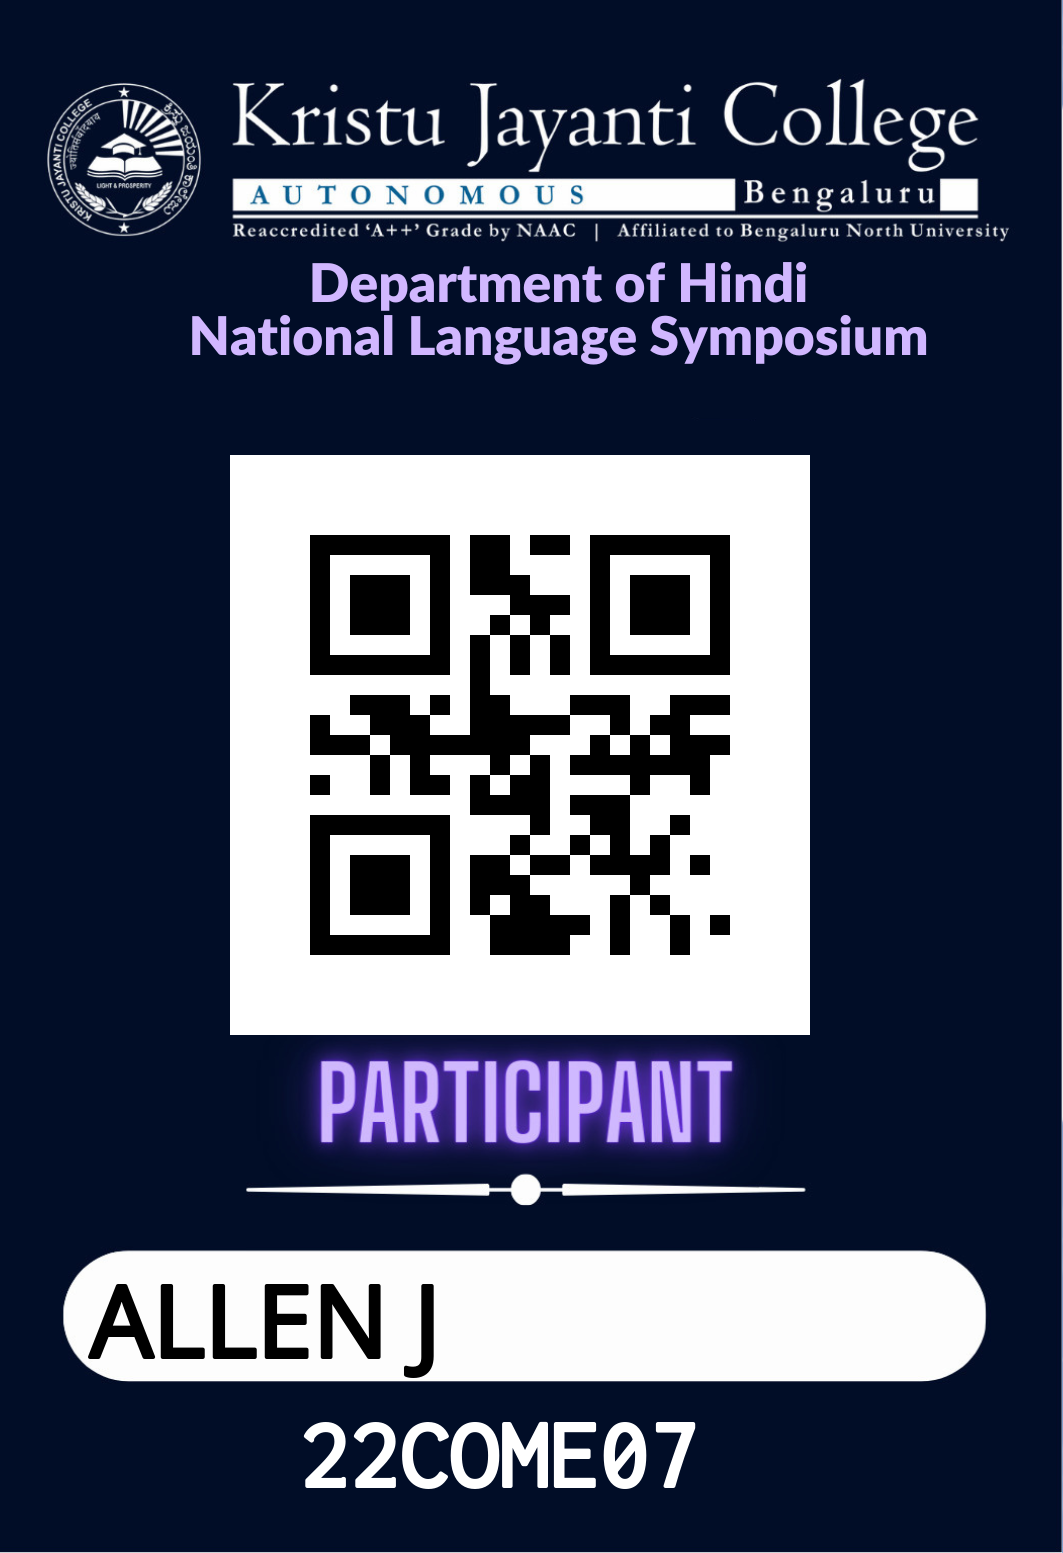 KRISTU JAYANTI COLLEGE
LIGHT & PROSPERITY
Kristu Jayanti College
AUTONOMOUS Bengaluru
Reaccredited ‘A++’ Grade by NAAC | Affiliated to Bengaluru North University
Department of Hindi
National Language Symposium
PARTICIPANT
ALLEN J
22COME07